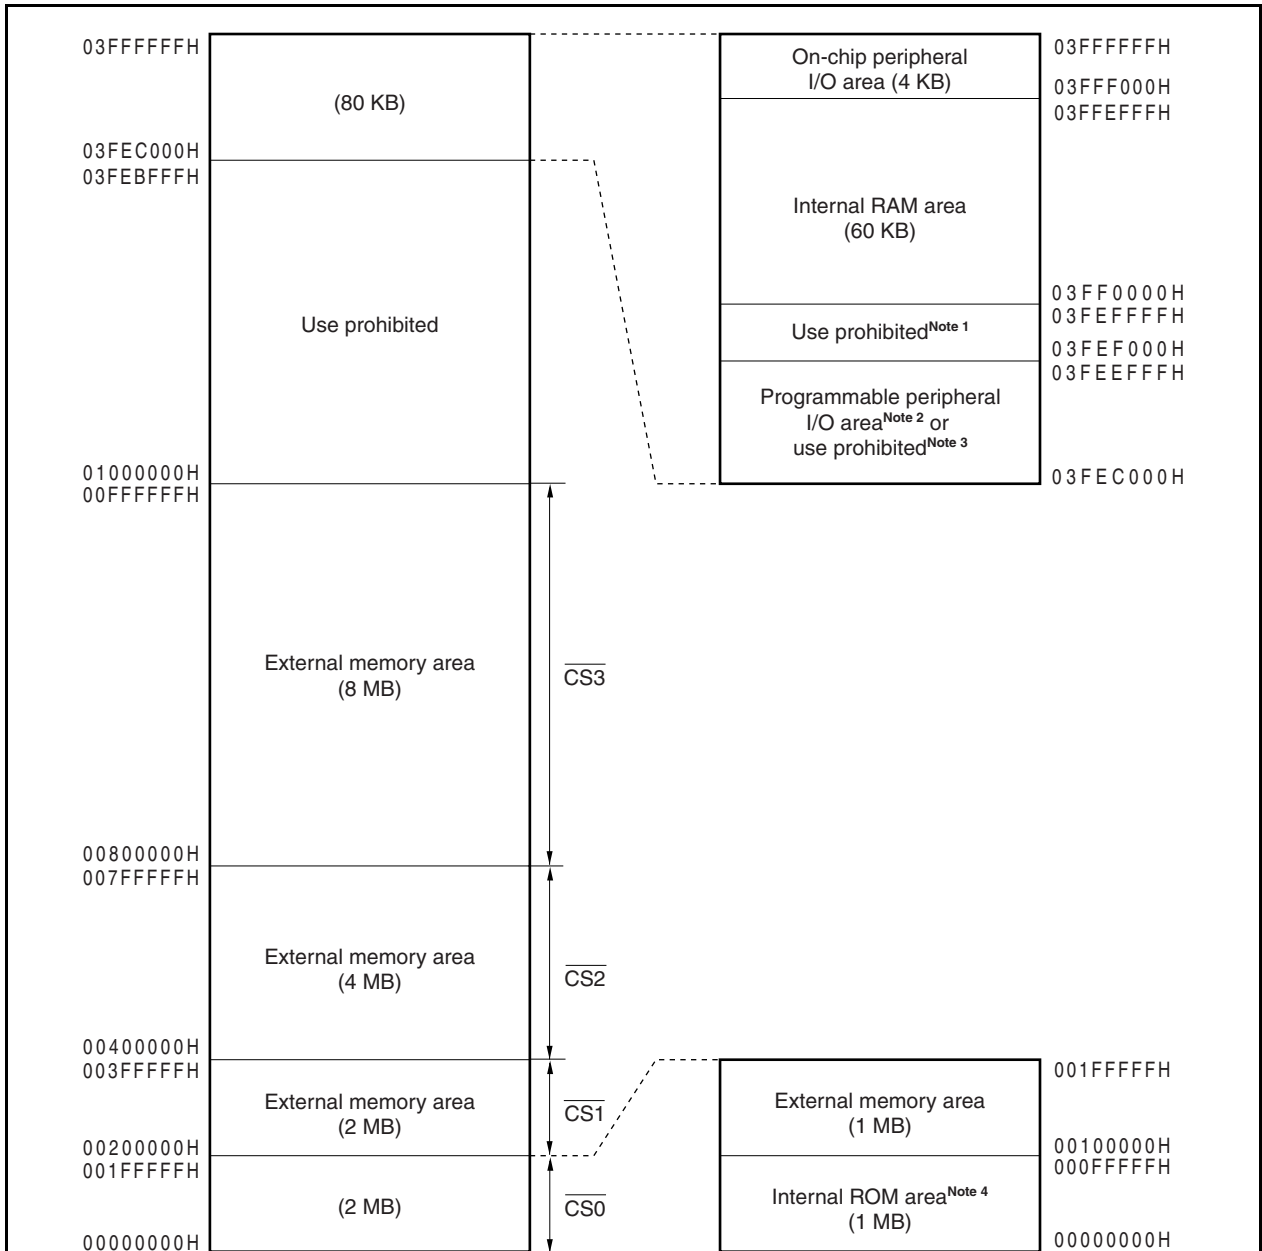 03FFFFFFH
(80 KB)
03FEC000H
03FEBFFFH
Use prohibited
01000000H
00FFFFFFH
External memory area
(8 MB)
CS3
00800000H
007FFFFFH
External memory area
(4 MB)
CS2
00400000H
003FFFFFH
External memory area
(2 MB)
CS1
00200000H
001FFFFFH
(2 MB)
CS0
00000000H
On-chip peripheral
I/O area (4 KB)
03FFFFFFH
03FFF000H
03FFEFFFH
Internal RAM area
(60 KB)
03FF0000H
03FEFFFFH
Use prohibitedNote 1
03FEF000H
03FEEFFFH
Programmable peripheral
I/O areaNote 2 or
use prohibitedNote 3
03FEC000H
001FFFFFH
External memory area
(1 MB)
00100000H
000FFFFFH
Internal ROM areaNote 4
(1 MB)
00000000H